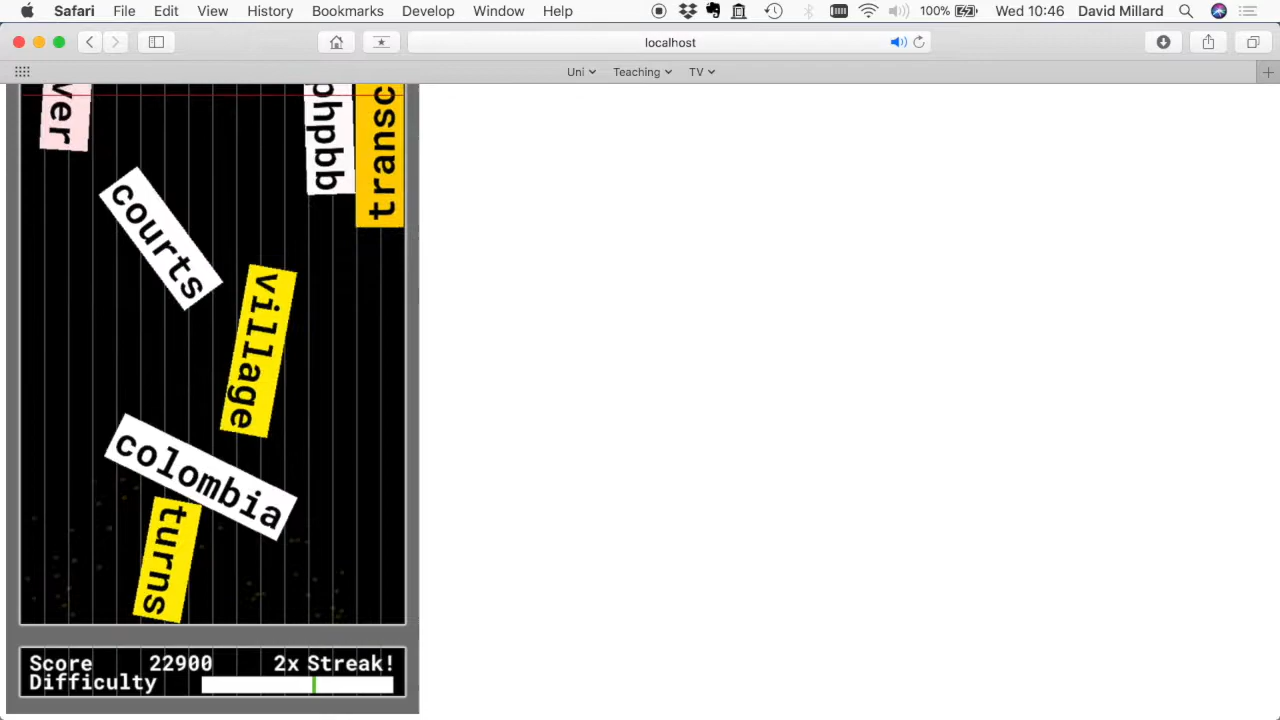 Safari File Edit View History Bookmarks Develop Window Help 100% Wed 10:46 David Millard
localhost
Uni Teaching TV
ver
phpbb
transc
courts
village
colombia
turns
Score 22900 2x Streak!
Difficulty